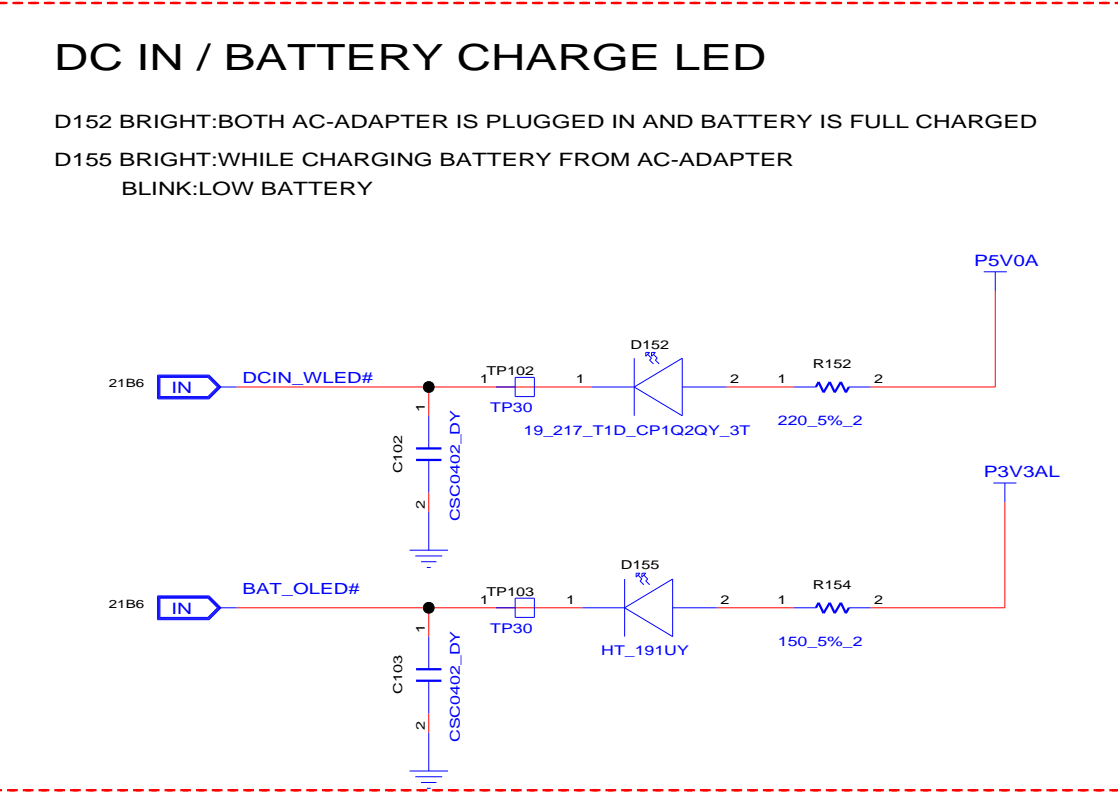 DC IN / BATTERY CHARGE LED
D152 BRIGHT:BOTH AC-ADAPTER IS PLUGGED IN AND BATTERY IS FULL CHARGED
D155 BRIGHT:WHILE CHARGING BATTERY FROM AC-ADAPTER
BLINK:LOW BATTERY
P5V0A
21B6 IN DCIN_WLED# 1 TP102 1 D152 2 1 R152 2
TP30
19_217_T1D_CP1Q2QY_3T
220_5%_2
1
C102
CSC0402_DY
2
P3V3AL
21B6 IN BAT_OLED# 1 TP103 1 D155 2 1 R154 2
TP30
HT_191UY
150_5%_2
1
C103
CSC0402_DY
2